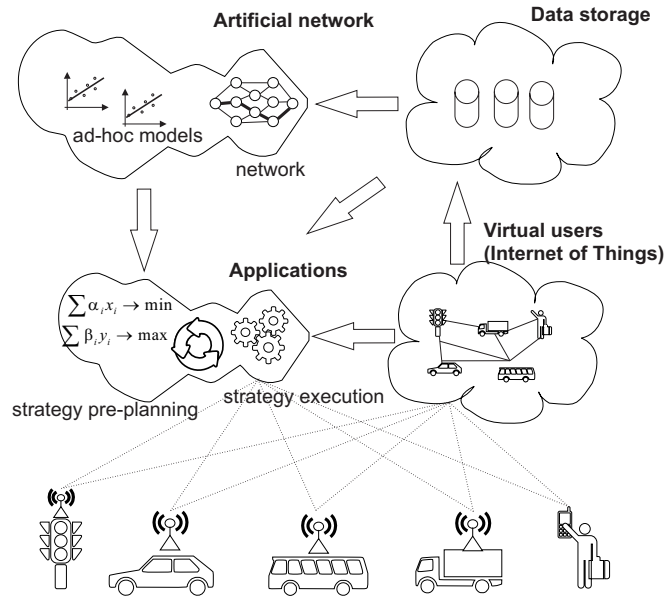 Artificial network
Data storage
ad-hoc models
network
Virtual users
(Internet of Things)
Applications
∑ αᵢxᵢ → min
∑ βᵢyᵢ → max
strategy pre-planning
strategy execution